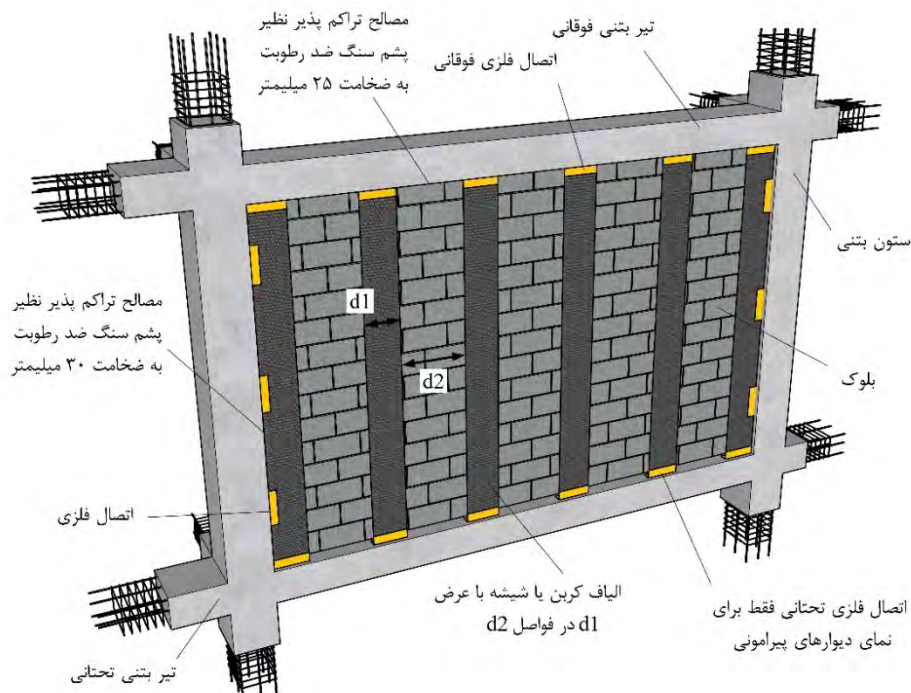 مصالح تراکم پذیر نظیر
پشم سنگ ضد رطوبت
به ضخامت ۲۵ میلیمتر
تیر بتنی فوقانی
اتصال فلزی فوقانی
ستون بتنی
مصالح تراکم پذیر نظیر
پشم سنگ ضد رطوبت
به ضخامت ۳۰ میلیمتر
d1
d2
بلوک
اتصال فلزی
الیاف کربن یا شیشه با عرض
d1 در فواصل d2
اتصال فلزی تحتانی فقط برای
نمای دیوارهای پیرامونی
تیر بتنی تحتانی